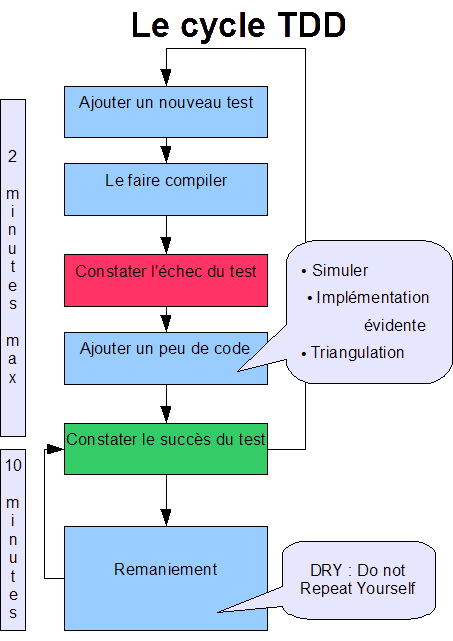 Le cycle TDD
2 minutes max
Ajouter un nouveau test
Le faire compiler
Constater l'échec du test
Ajouter un peu de code
• Simuler
• Implémentation
évidente
• Triangulation
Constater le succès du test
10 minutes
Remaniement
DRY : Do not
Repeat Yourself